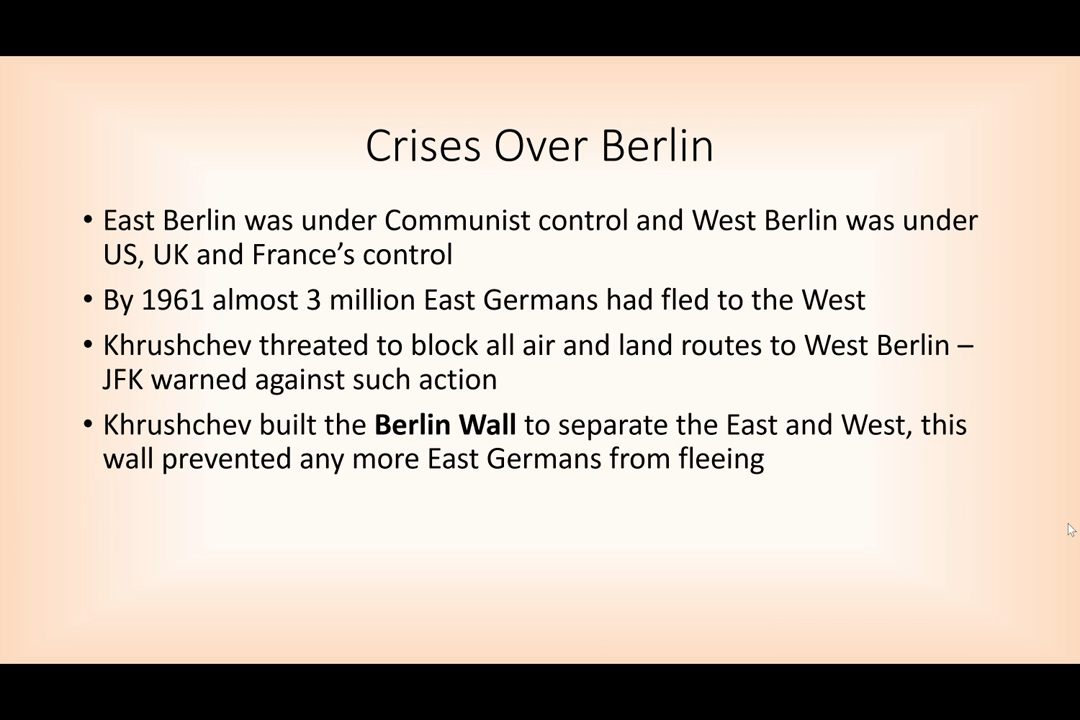 Crises Over Berlin
• East Berlin was under Communist control and West Berlin was under
US, UK and France’s control
• By 1961 almost 3 million East Germans had fled to the West
• Khrushchev threated to block all air and land routes to West Berlin –
JFK warned against such action
• Khrushchev built the Berlin Wall to separate the East and West, this
wall prevented any more East Germans from fleeing